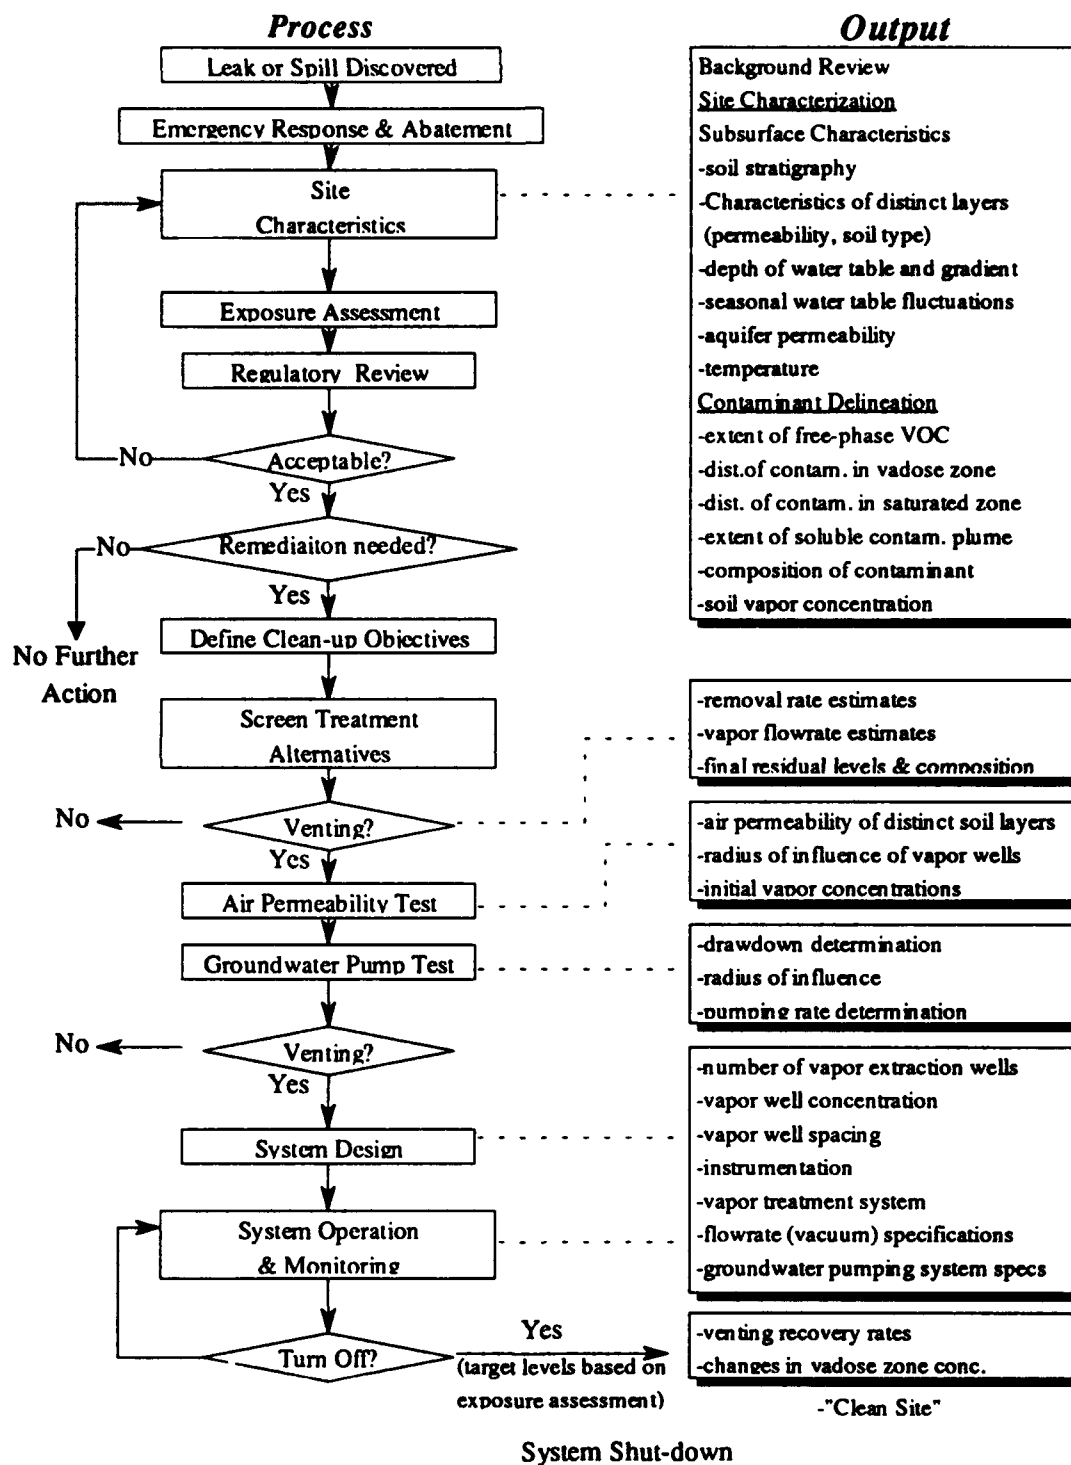 Process
Leak or Spill Discovered
Emergency Response & Abatement
Site
Characteristics
Exposure Assessment
Regulatory Review
No
Acceptable?
Yes
No
Remediaiton needed?
Yes
Define Clean-up Objectives
No Further
Action
Screen Treatment
Alternatives
No
Venting?
Yes
Air Permeability Test
Groundwater Pump Test
No
Venting?
Yes
System Design
System Operation
& Monitoring
Turn Off?
Yes
(target levels based on
exposure assessment)
System Shut-down
Output
Background Review
Site Characterization
Subsurface Characteristics
-soil stratigraphy
-Characteristics of distinct layers
(permeability, soil type)
-depth of water table and gradient
-seasonal water table fluctuations
-aquifer permeability
-temperature
Contaminant Delineation
-extent of free-phase VOC
-dist.of contam. in vadose zone
-dist. of contam. in saturated zone
-extent of soluble contam. plume
-composition of contaminant
-soil vapor concentration
-removal rate estimates
-vapor flowrate estimates
-final residual levels & composition
-air permeability of distinct soil layers
-radius of influence of vapor wells
-initial vapor concentrations
-drawdown determination
-radius of influence
-pumping rate determination
-number of vapor extraction wells
-vapor well concentration
-vapor well spacing
-instrumentation
-vapor treatment system
-flowrate (vacuum) specifications
-groundwater pumping system specs
-venting recovery rates
-changes in vadose zone conc.
-"Clean Site"